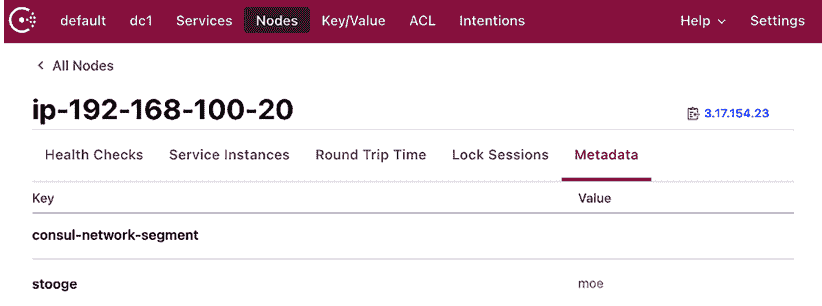 default dc1 Services Nodes Key/Value ACL Intentions Help Settings
All Nodes
ip-192-168-100-20
3.17.154.23
Health Checks Service Instances Round Trip Time Lock Sessions Metadata
Key Value
consul-network-segment
stooge moe